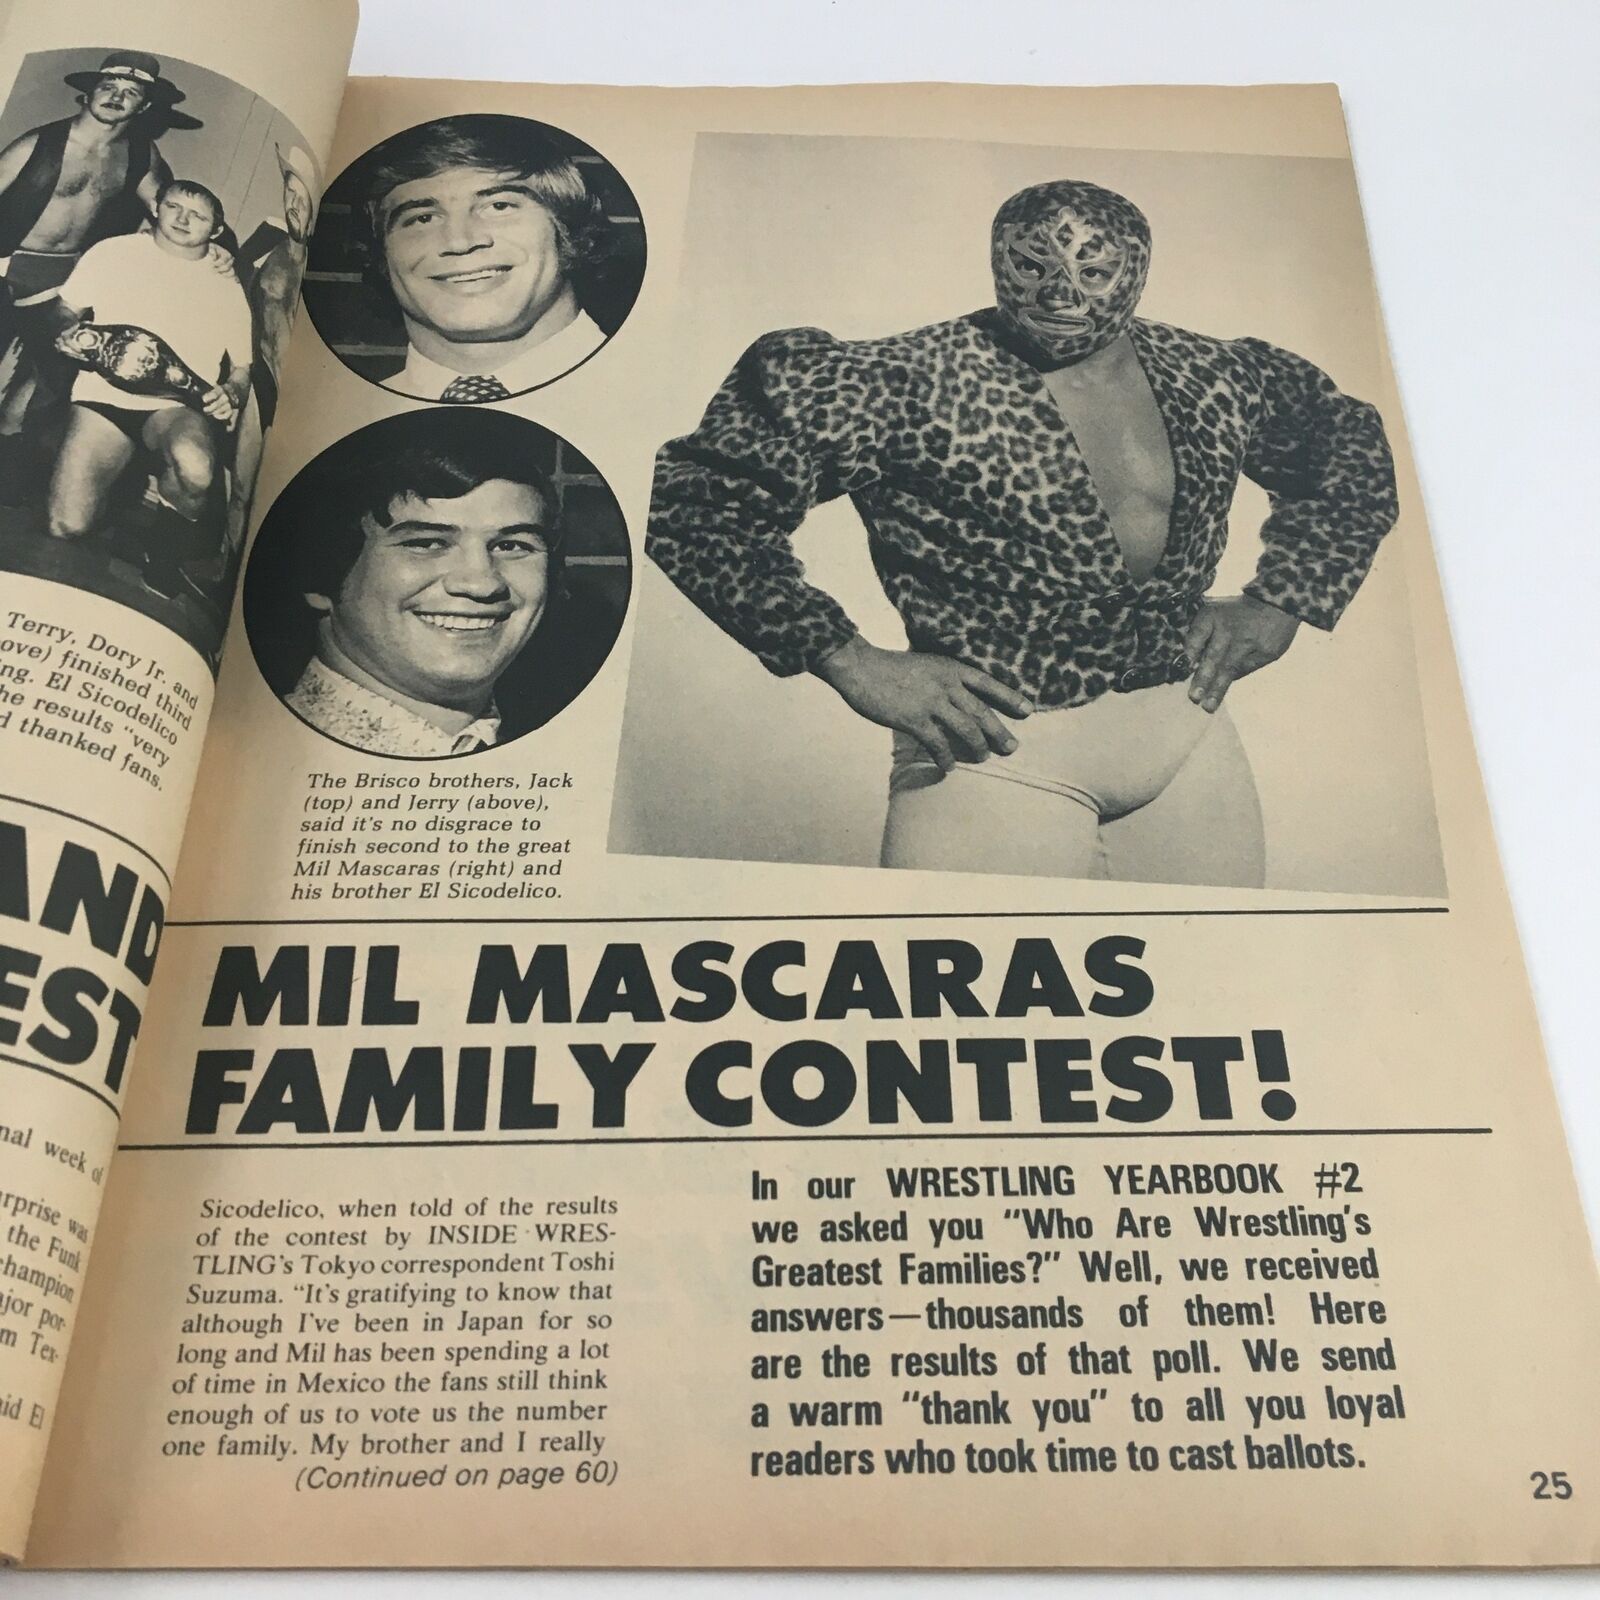 Terry, Dory Jr. and
ove) finished third
ng. El Sicodelico
he results "very
d thanked fans.
AND
EST
nal week of
rprise was
the Funk
champion
ajor por-
m Tex-
aid El
The Brisco brothers, Jack
(top) and Jerry (above),
said it's no disgrace to
finish second to the great
Mil Mascaras (right) and
his brother El Sicodelico.
MIL MASCARAS
FAMILY CONTEST!
Sicodelico, when told of the results
of the contest by INSIDE WRES-
TLING's Tokyo correspondent Toshi
Suzuma. "It's gratifying to know that
although I've been in Japan for so
long and Mil has been spending a lot
of time in Mexico the fans still think
enough of us to vote us the number
one family. My brother and I really
(Continued on page 60)
In our WRESTLING YEARBOOK #2
we asked you "Who Are Wrestling's
Greatest Families?" Well, we received
answers—thousands of them! Here
are the results of that poll. We send
a warm "thank you" to all you loyal
readers who took time to cast ballots.
25